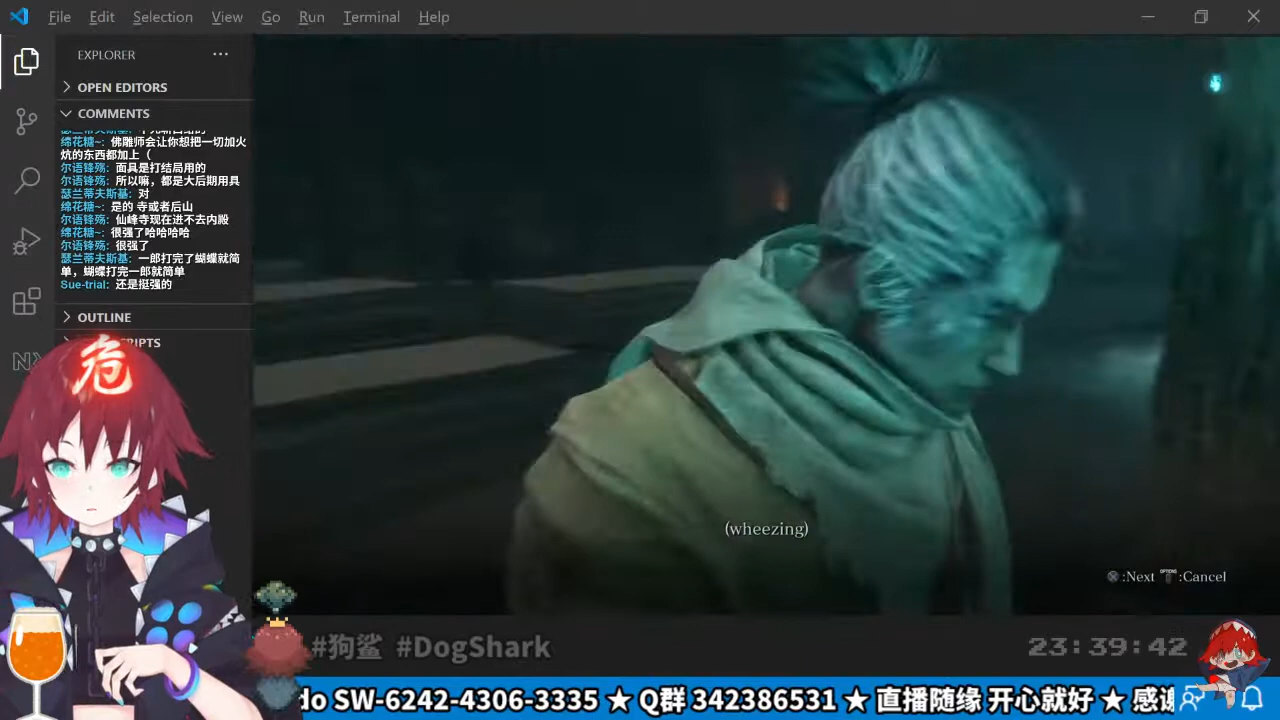 File Edit Selection View Go Run Terminal Help
EXPLORER
OPEN EDITORS
COMMENTS
绵花糖~: 佛雕师会让你想把一切加火
炕的东西都加上（
尔语锋殇: 面具是打结局用的
尔语锋殇: 所以嘛，都是大后期用具
瑟兰蒂夫斯基: 对
绵花糖~: 是的 寺或者后山
尔语锋殇: 仙峰寺现在进不去内殿
绵花糖~: 很强了哈哈哈哈
尔语锋殇: 很强了
瑟兰蒂夫斯基: 一郎打完了蝴蝶就简
单，蝴蝶打完一郎就简单
Sue-trial: 还是挺强的
OUTLINE
RIPTS
危
(wheezing)
:Next OPTIONS :Cancel
#狗鲨 #DogShark
23:39:42
do SW-6242-4306-3335 ★ Q群 342386531 ★ 直播随缘 开心就好 ★ 感谢